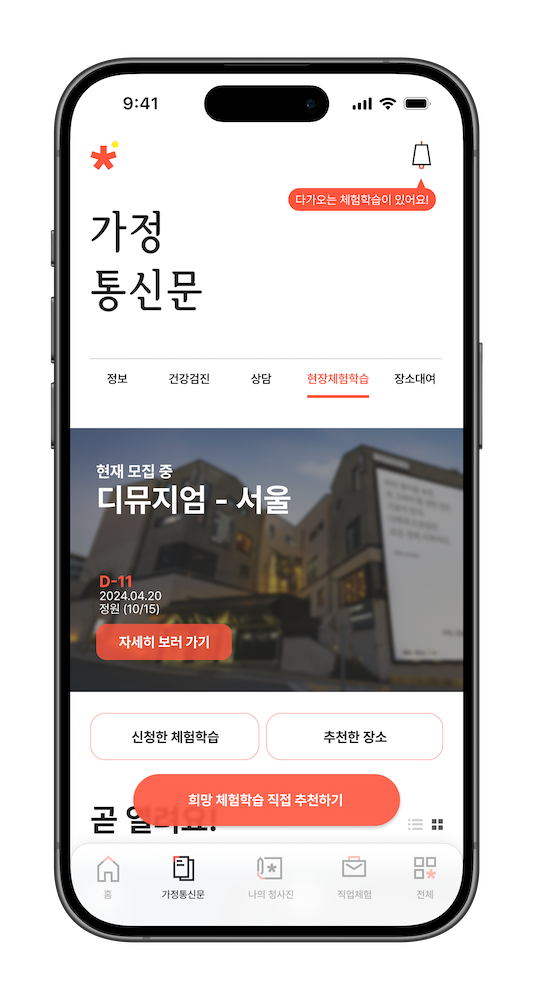 9:41
다가오는 체험학습이 있어요!
가정
통신문
정보 건강검진 상담 현장체험학습 장소대여
현재 모집 중
디뮤지엄 - 서울
D-11
2024.04.20
정원 (10/15)
자세히 보러 가기
신청한 체험학습 추천한 장소
희망 체험학습 직접 추천하기
곧 열려요!
홈 가정통신문 나의 청사진 직업체험 전체